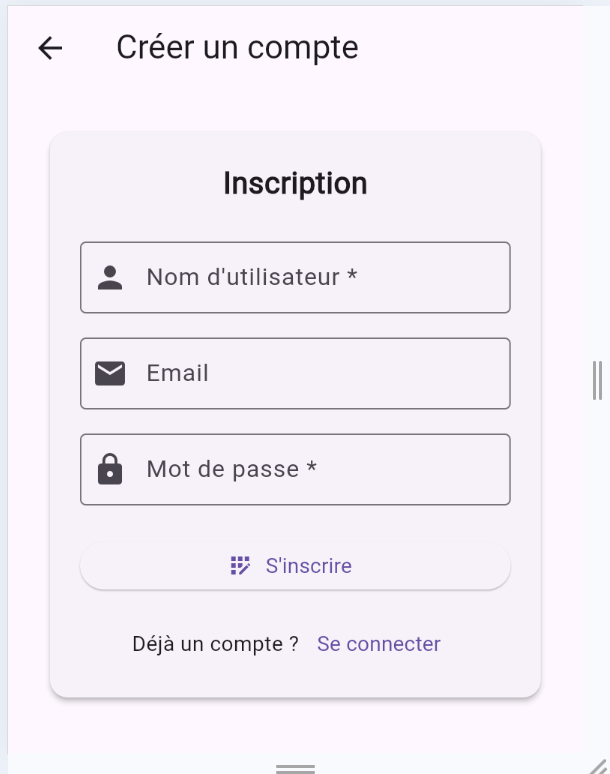 Créer un compte
Inscription
Nom d'utilisateur *
Email
Mot de passe *
S'inscrire
Déjà un compte ? Se connecter